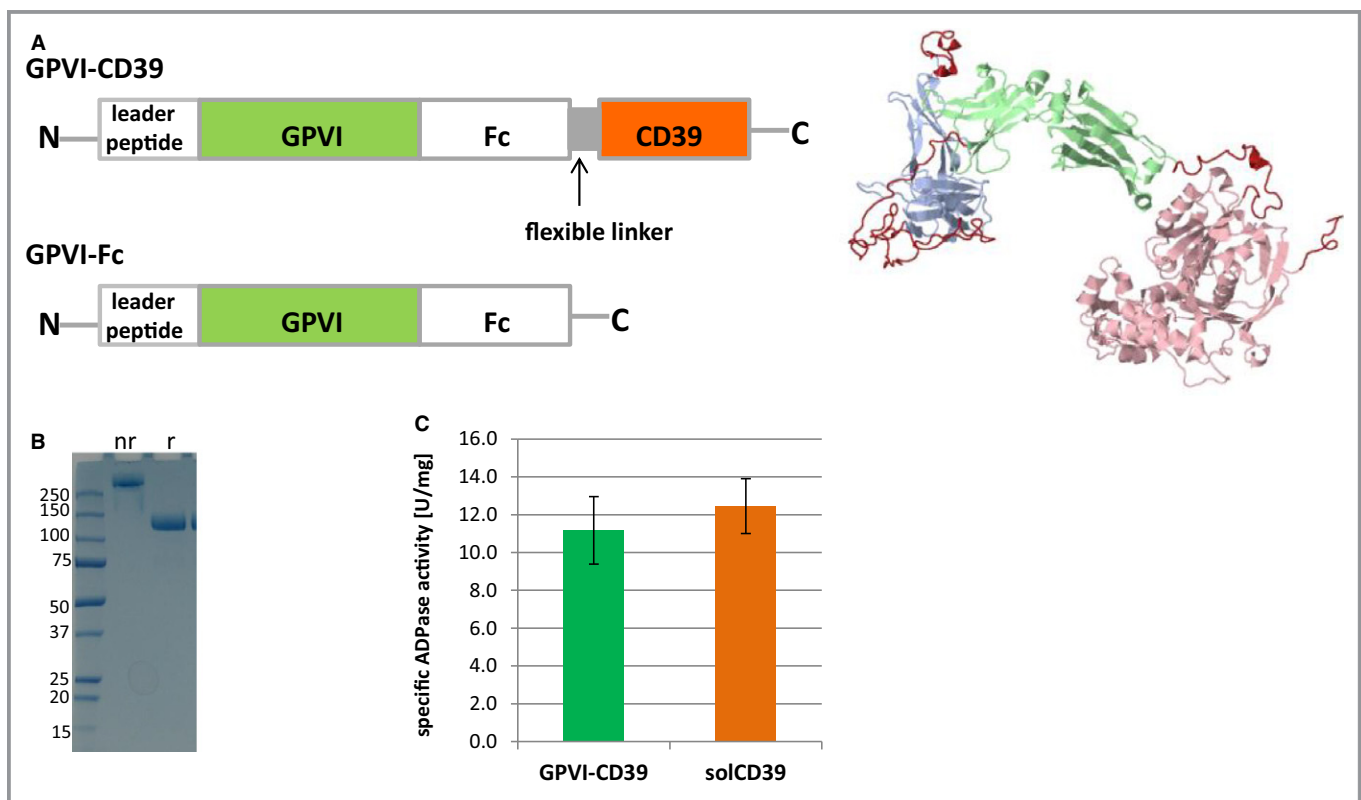 A
GPVI-CD39
N
leader
peptide
GPVI
Fc
CD39
C
flexible linker
GPVI-Fc
N
leader
peptide
GPVI
Fc
C
B
nr r
250
150
100
75
50
37
25
20
15
C
specific ADPase activity [U/mg]
16.0
14.0
12.0
10.0
8.0
6.0
4.0
2.0
0.0
GPVI-CD39 solCD39